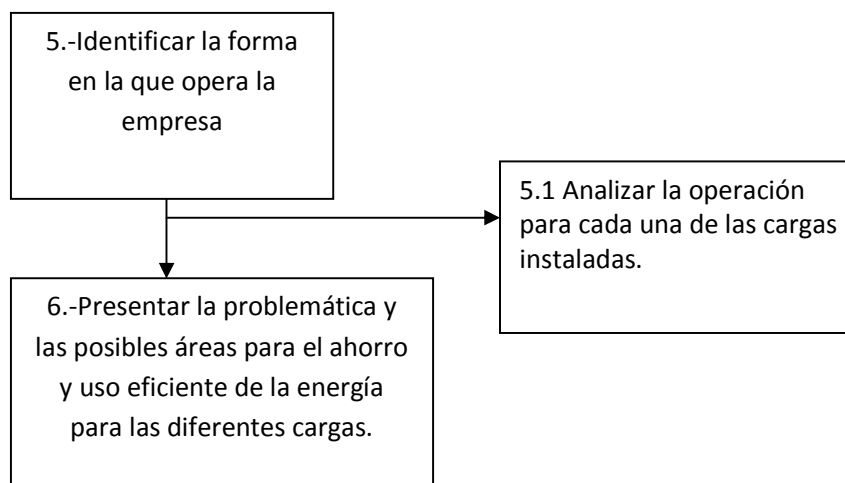 5.-Identificar la forma
en la que opera la
empresa
5.1 Analizar la operación
para cada una de las cargas
instaladas.
6.-Presentar la problemática y
las posibles áreas para el ahorro
y uso eficiente de la energía
para las diferentes cargas.